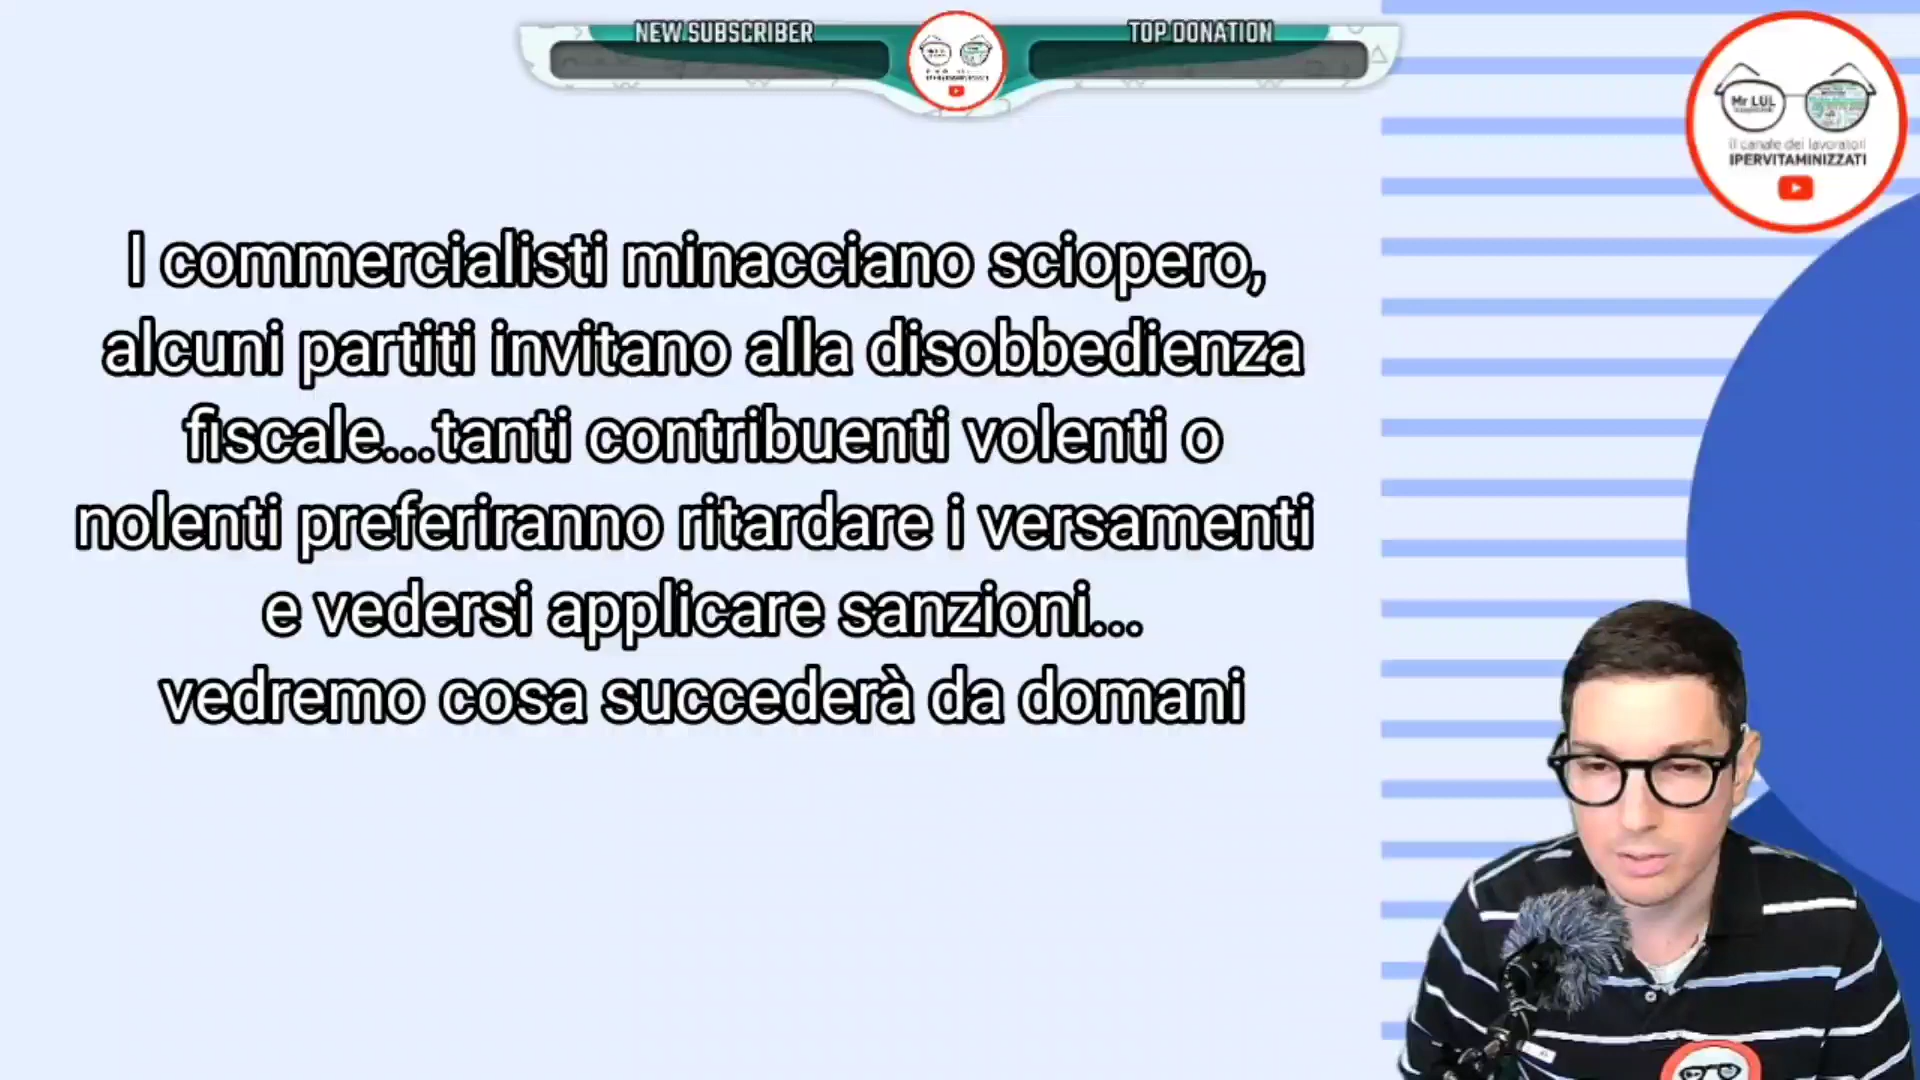 NEW SUBSCRIBER
TOP DONATION
Mr LUL
il canale dei lavoratori
IPERVITAMINIZZATI
I commercialisti minacciano sciopero,
alcuni partiti invitano alla disobbedienza
fiscale...tanti contribuenti volenti o
nolenti preferiranno ritardare i versamenti
e vedersi applicare sanzioni...
vedremo cosa succederà da domani